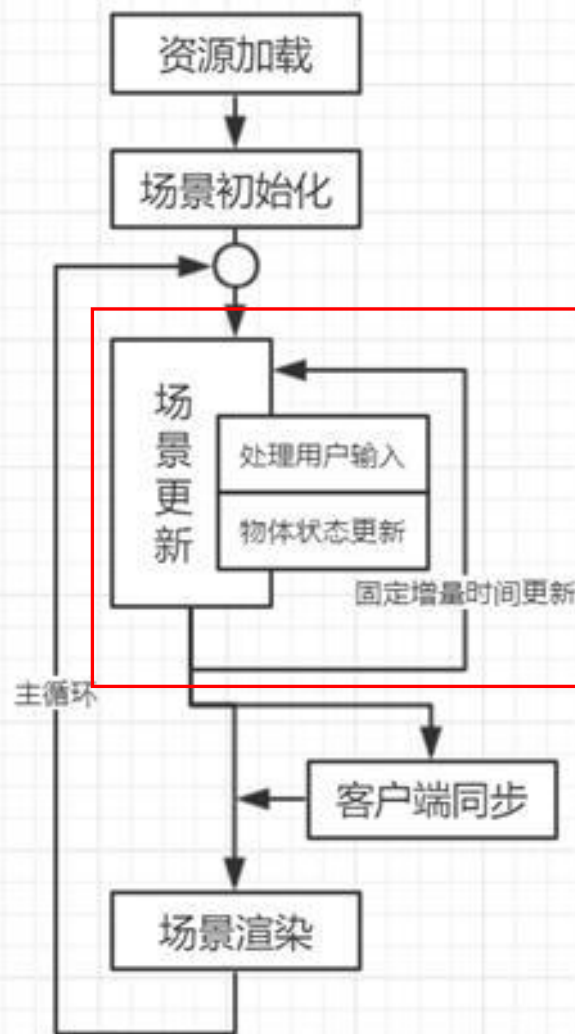 资源加载
场景初始化
场景更新
处理用户输入
物体状态更新
固定增量时间更新
主循环
客户端同步
场景渲染